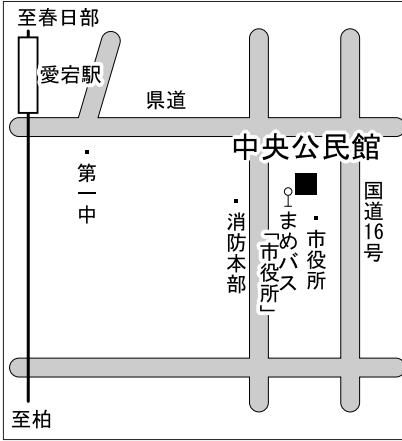 至春日部
愛宕駅
県道
中央公民館
・第一中
・消防本部
まめバス
「市役所」
・市役所
国道16号
至柏